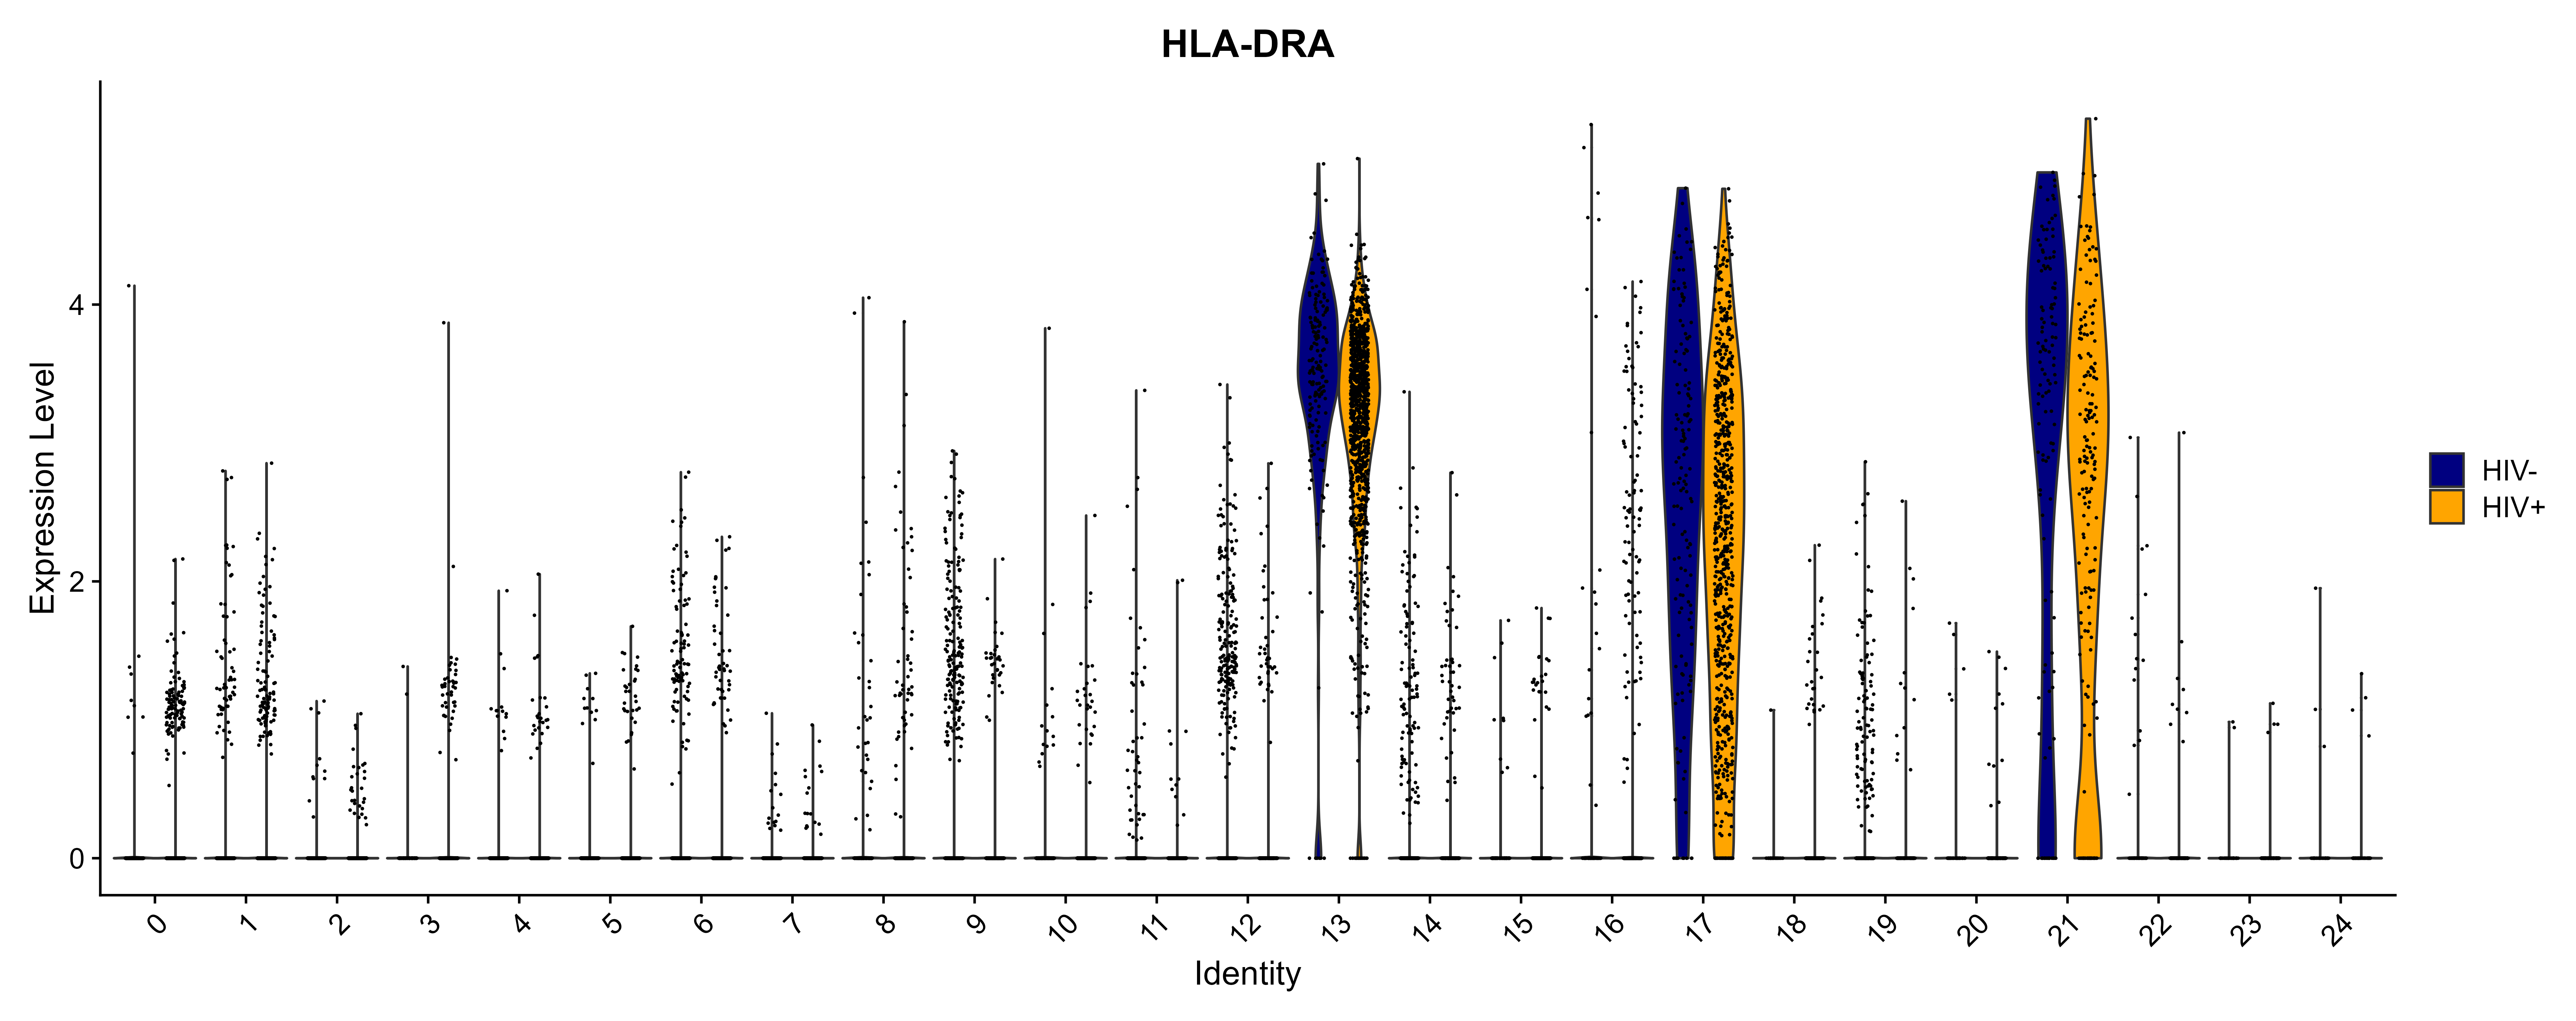 HLA-DRA
Expression Level
4
2
0
0 1 2 3 4 5 6 7 8 9 10 11 12 13 14 15 16 17 18 19 20 21 22 23 24
Identity
HIV-
HIV+